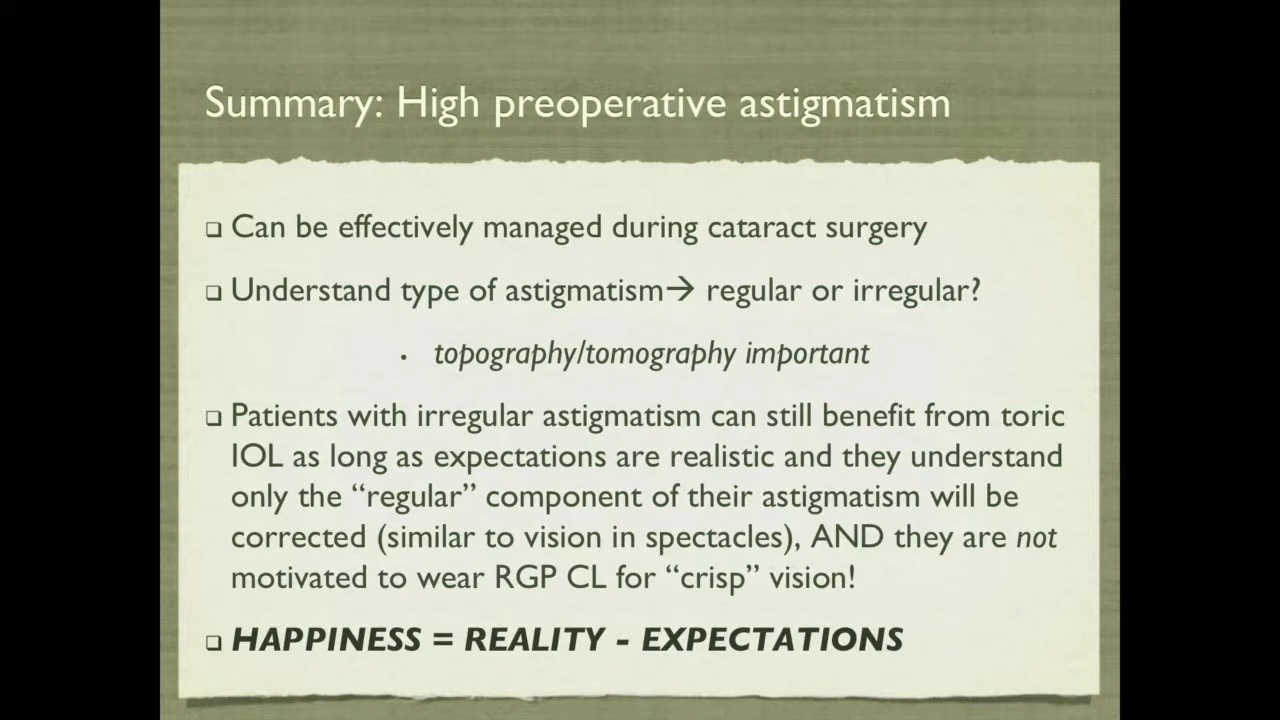 Summary: High preoperative astigmatism
❑ Can be effectively managed during cataract surgery
❑ Understand type of astigmatism→ regular or irregular?
• topography/tomography important
❑ Patients with irregular astigmatism can still benefit from toric
IOL as long as expectations are realistic and they understand
only the “regular” component of their astigmatism will be
corrected (similar to vision in spectacles), AND they are not
motivated to wear RGP CL for “crisp” vision!
❑ HAPPINESS = REALITY - EXPECTATIONS